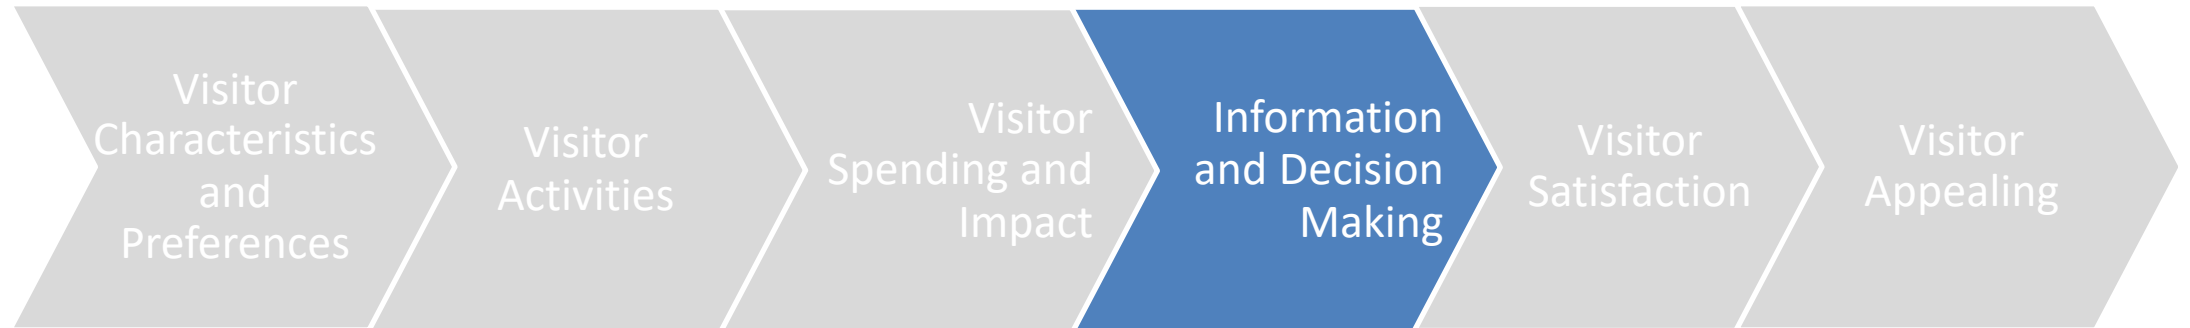 Visitor
Characteristics
and
Preferences
Visitor
Activities
Visitor
Spending and
Impact
Information
and Decision
Making
Visitor
Satisfaction
Visitor
Appealing